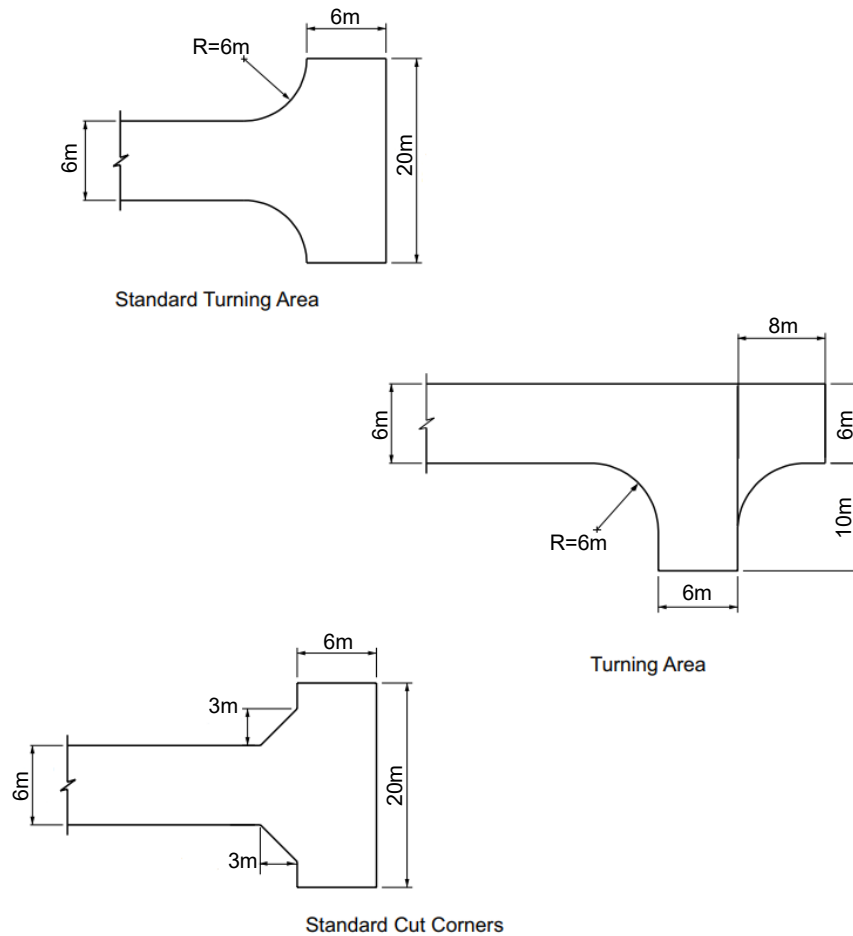 6m
R=6m
6m
20m
Standard Turning Area
8m
6m
6m
10m
R=6m
6m
Turning Area
6m
3m
6m
20m
3m
Standard Cut Corners